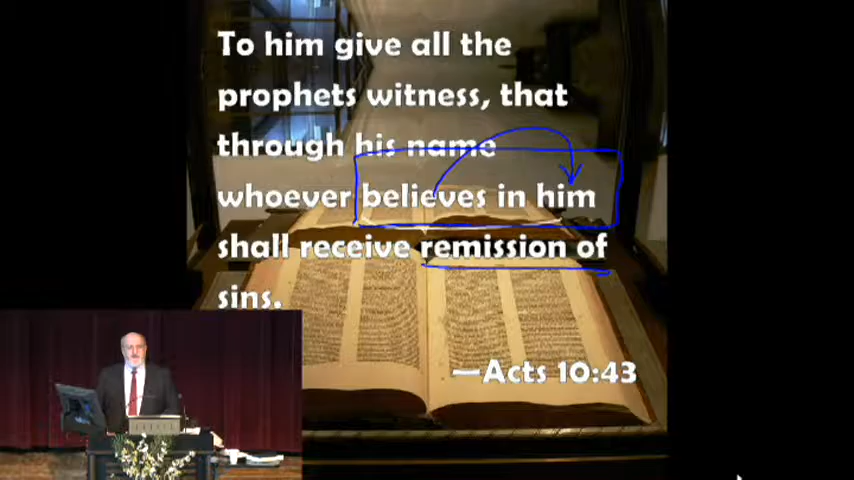 To him give all the
prophets witness, that
through his name
whoever believes in him
shall receive remission of
sins.
—Acts 10:43